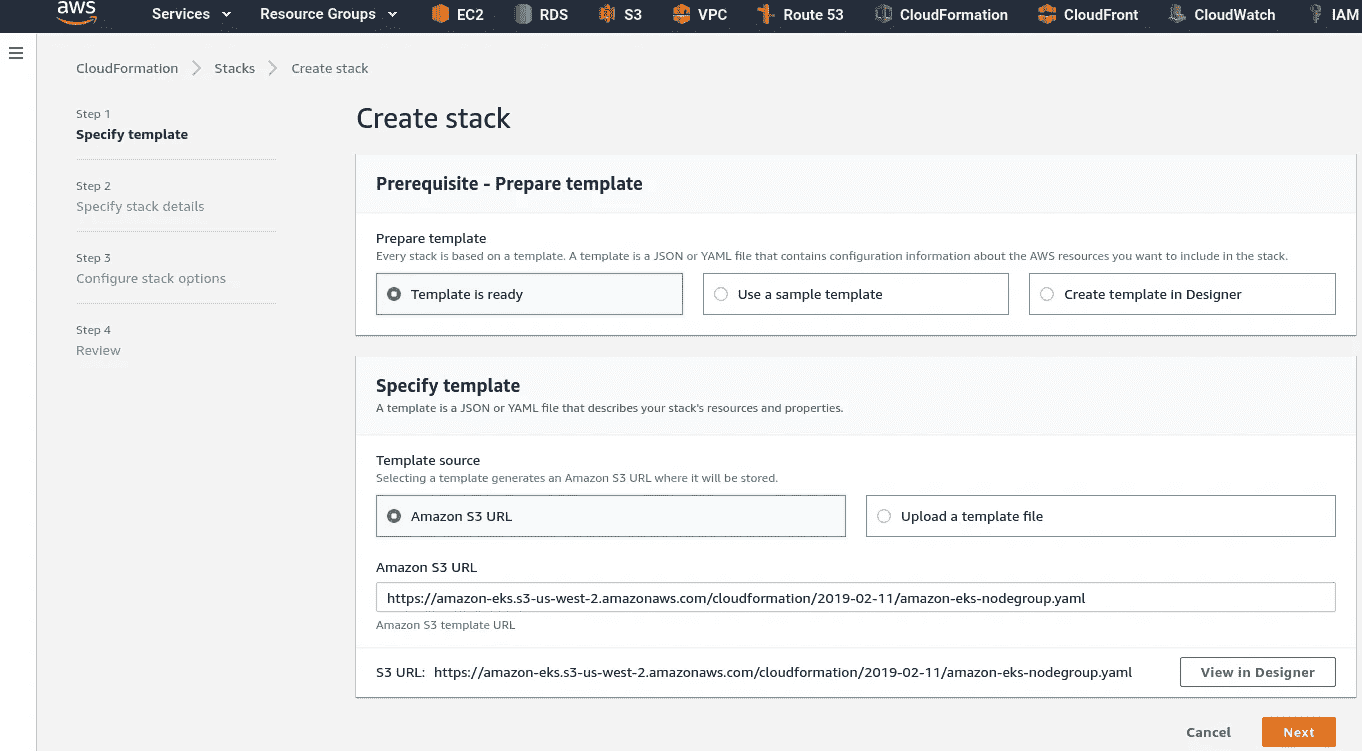 aws Services Resource Groups EC2 RDS S3 VPC Route 53 CloudFormation CloudFront CloudWatch IAM
CloudFormation Stacks Create stack
Step 1
Specify template
Step 2
Specify stack details
Step 3
Configure stack options
Step 4
Review
Create stack
Prerequisite - Prepare template
Prepare template
Every stack is based on a template. A template is a JSON or YAML file that contains configuration information about the AWS resources you want to include in the stack.
Template is ready Use a sample template Create template in Designer
Specify template
A template is a JSON or YAML file that describes your stack's resources and properties.
Template source
Selecting a template generates an Amazon S3 URL where it will be stored.
Amazon S3 URL Upload a template file
Amazon S3 URL
https://amazon-eks.s3-us-west-2.amazonaws.com/cloudformation/2019-02-11/amazon-eks-nodegroup.yaml
Amazon S3 template URL
S3 URL: https://amazon-eks.s3-us-west-2.amazonaws.com/cloudformation/2019-02-11/amazon-eks-nodegroup.yaml View in Designer
Cancel Next